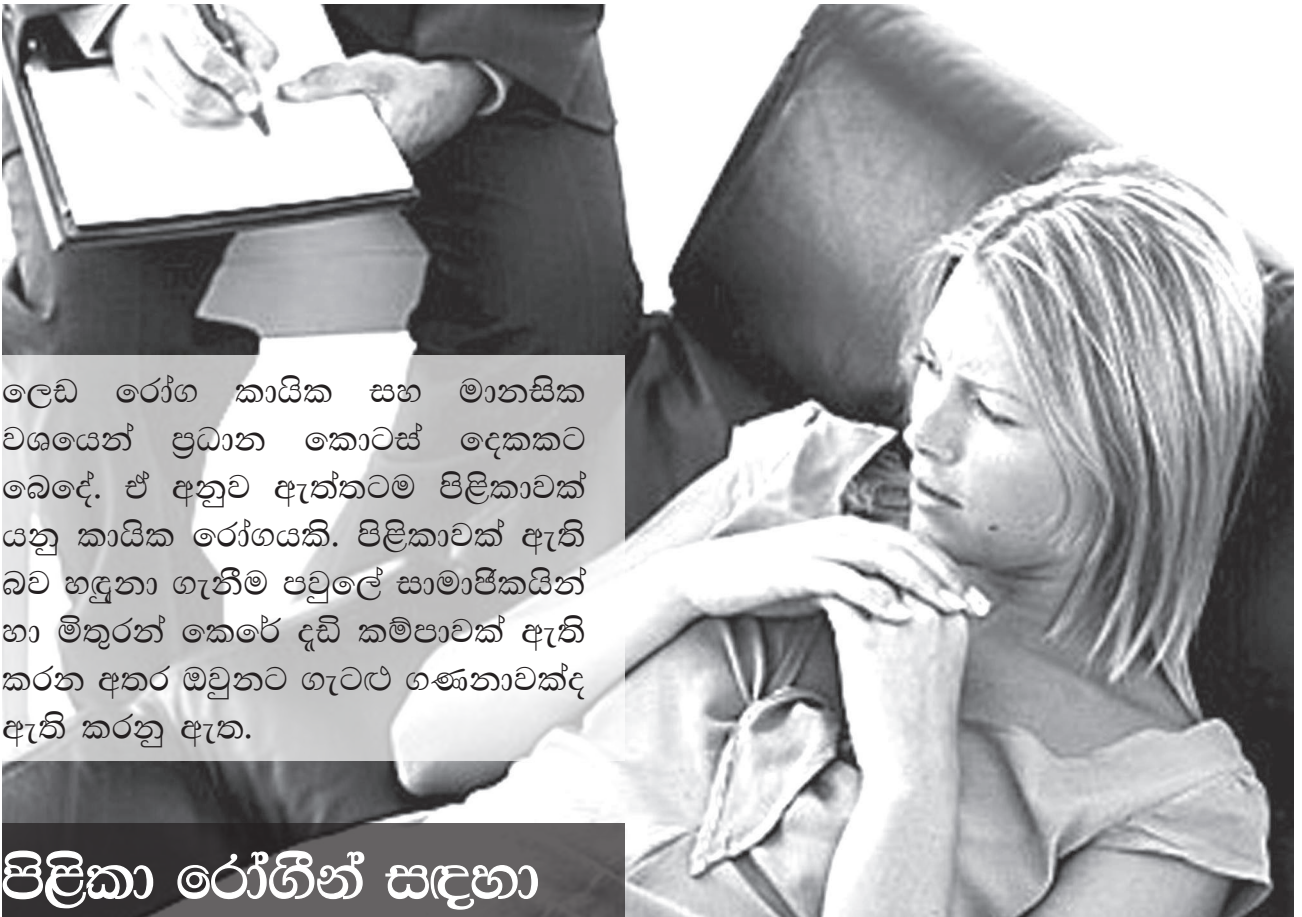 ලෙඩ රෝග කායික සහ මානසික
වශයෙන් ප්‍රධාන කොටස් දෙකකට
බෙදේ. ඒ අනුව ඇත්තටම පිළිකාවක්
යනු කායික රෝගයකි. පිළිකාවක් ඇති
බව හඳුනා ගැනීම පවුලේ සාමාජිකයින්
හා මිතුරන් කෙරේ දැඩි කම්පාවක් ඇති
කරන අතර ඔවුනට ගැටළු ගණනාවක්ද
ඇති කරනු ඇත.
පිළිකා රෝගීන් සඳහා